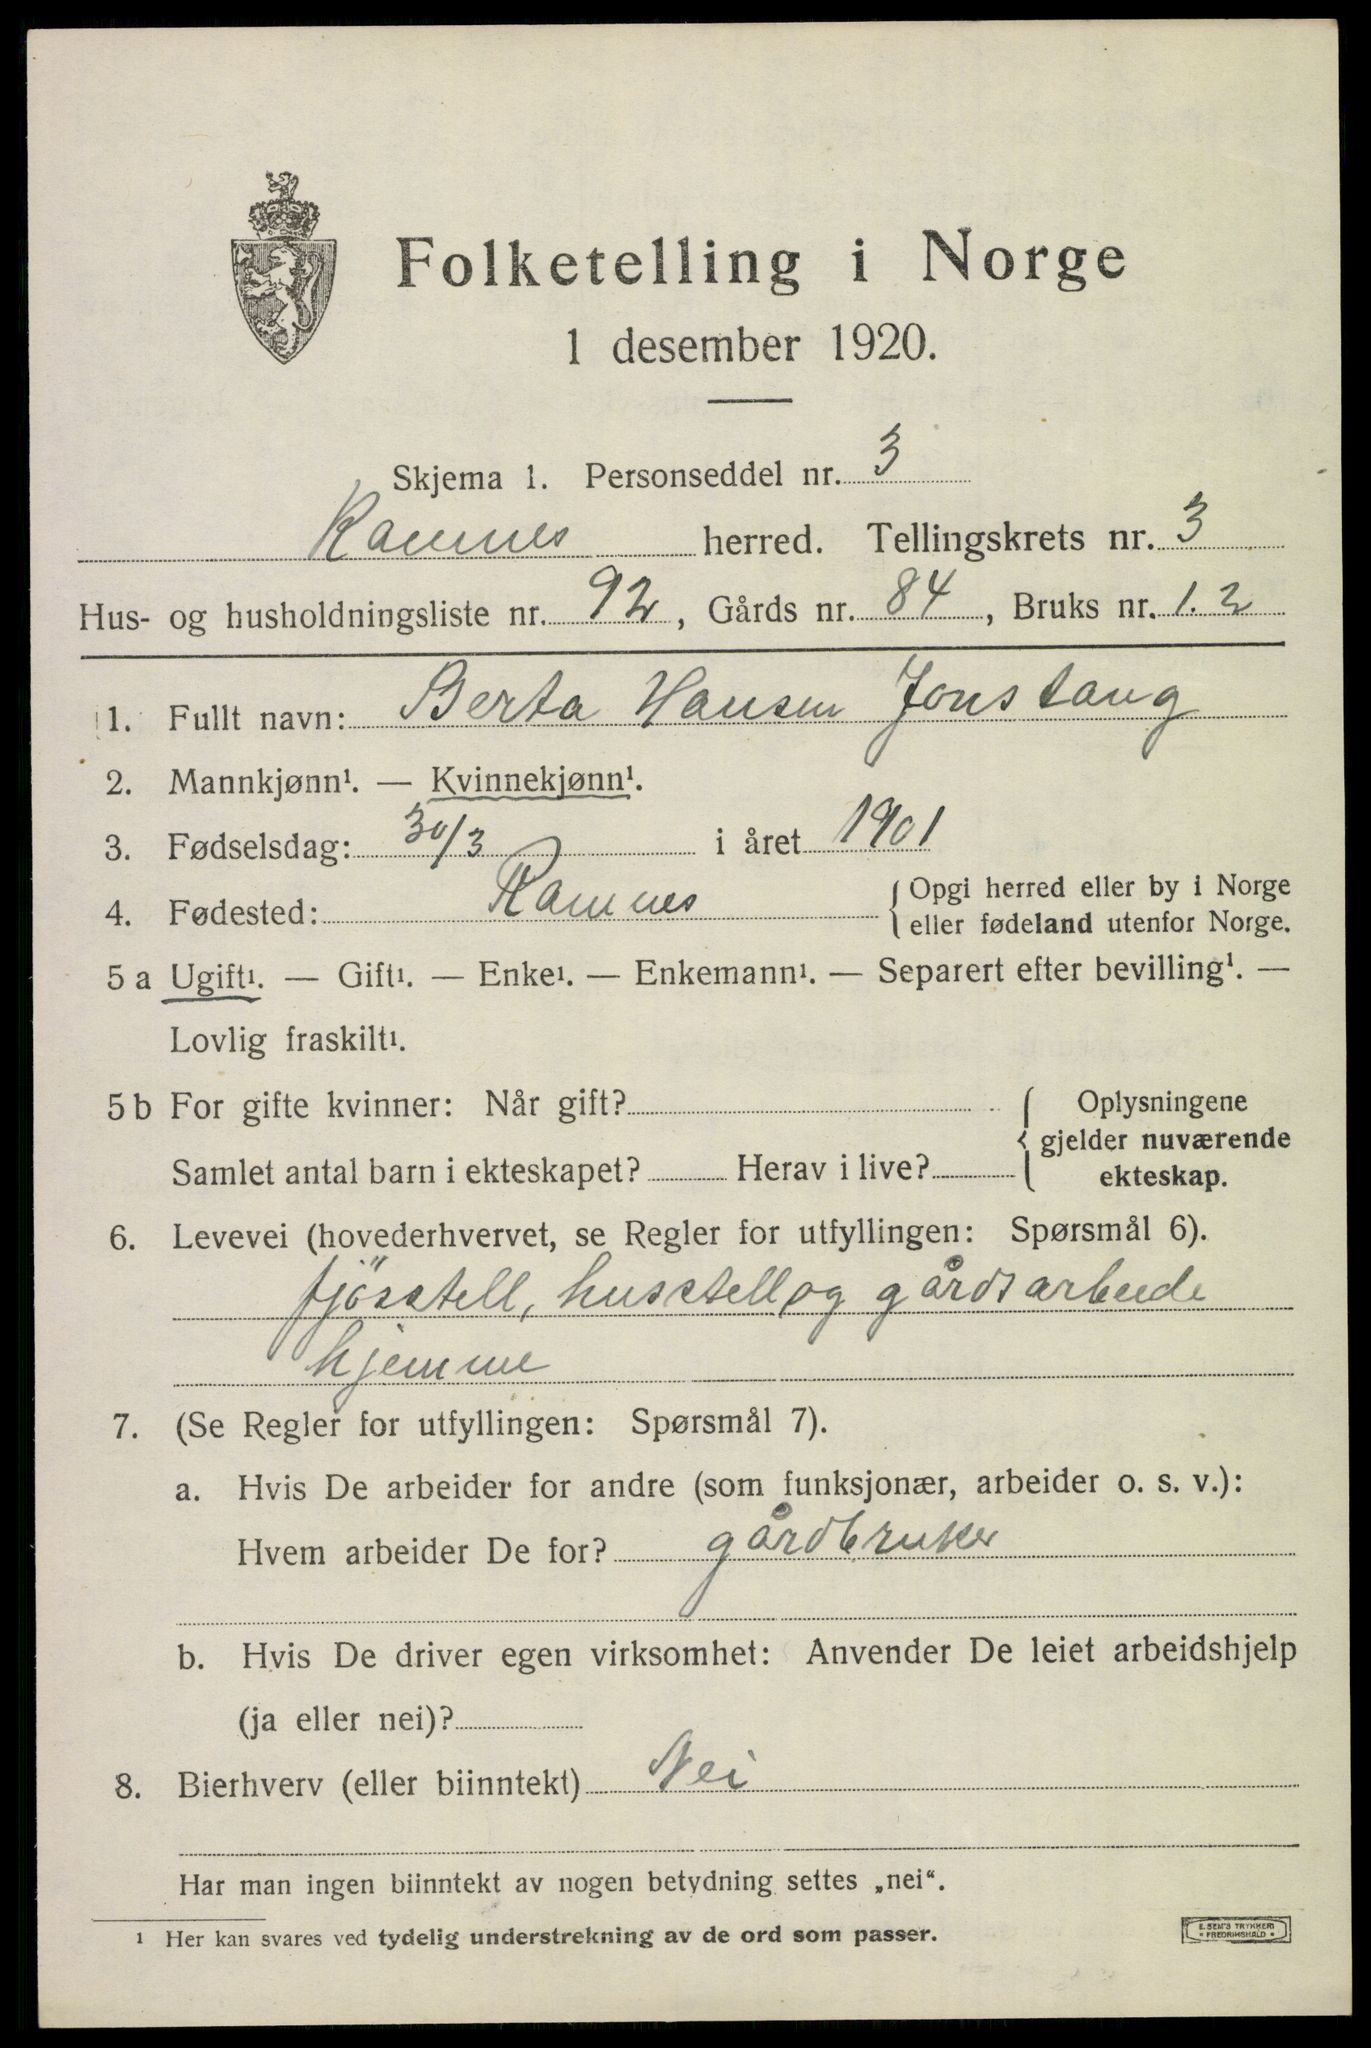 Folketelling i Norge
1 desember 1920.
Skjema 1. Personseddel nr. 3
Ramnes herred. Tellingskrets nr. 3
Hus- og husholdningsliste nr. 92, Gårds nr. 84, Bruks nr. 1. 2
1. Fullt navn: Berta Hansen Jonstang
2. Mannkjønn¹. — Kvinnekjønn¹.
3. Fødselsdag: 30/3 i året 1901
4. Fødested: Ramnes { Opgi herred eller by i Norge
eller fødeland utenfor Norge.
5 a Ugift¹. — Gift¹. — Enke¹. — Enkemann¹. — Separert efter bevilling¹. —
Lovlig fraskilt¹.
5 b For gifte kvinner: Når gift?
Samlet antal barn i ekteskapet? Herav i live?
{ Oplysningene
gjelder nuværende
ekteskap.
6. Levevei (hovederhvervet, se Regler for utfyllingen: Spørsmål 6).
fjösstell, husstell og gårdsarbeide
hjemme
7. (Se Regler for utfyllingen: Spørsmål 7).
a. Hvis De arbeider for andre (som funksjonær, arbeider o. s. v.):
Hvem arbeider De for? gårdbruker
b. Hvis De driver egen virksomhet: Anvender De leiet arbeidshjelp
(ja eller nei)?
8. Bierhverv (eller biinntekt) Nei
Har man ingen biinntekt av nogen betydning settes „nei“.
¹ Her kan svares ved tydelig understrekning av de ord som passer.
E. SEM'S TRYKKERI
* FREDRIKSHALD *